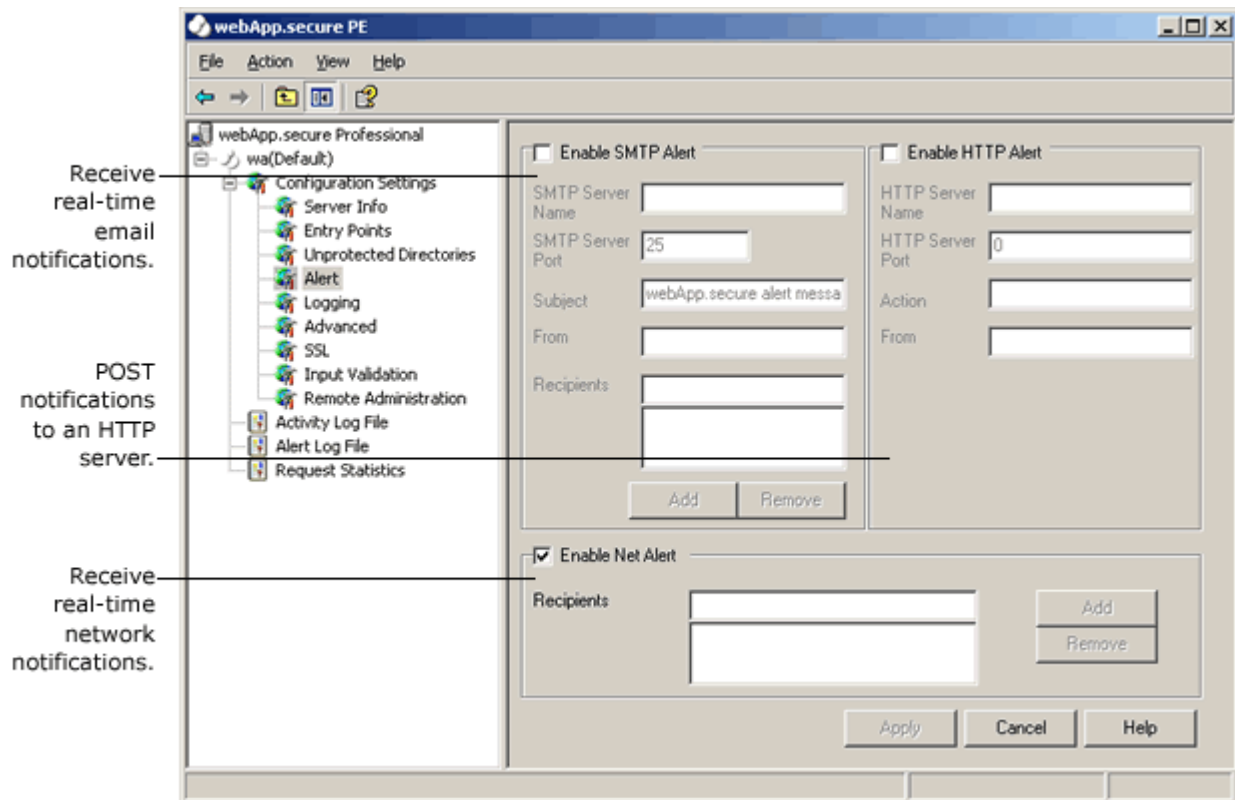 webApp.secure PE
File Action View Help
webApp.secure Professional
wa(Default)
Configuration Settings
Server Info
Entry Points
Unprotected Directories
Alert
Logging
Advanced
SSL
Input Validation
Remote Administration
Activity Log File
Alert Log File
Request Statistics
Receive
real-time
email
notifications.
POST
notifications
to an HTTP
server.
Receive
real-time
network
notifications.
Enable SMTP Alert
SMTP Server
Name
SMTP Server
Port
25
Subject
webApp.secure alert messa
From
Recipients
Add Remove
Enable HTTP Alert
HTTP Server
Name
HTTP Server
Port
0
Action
From
Enable Net Alert
Recipients
Add
Remove
Apply Cancel Help